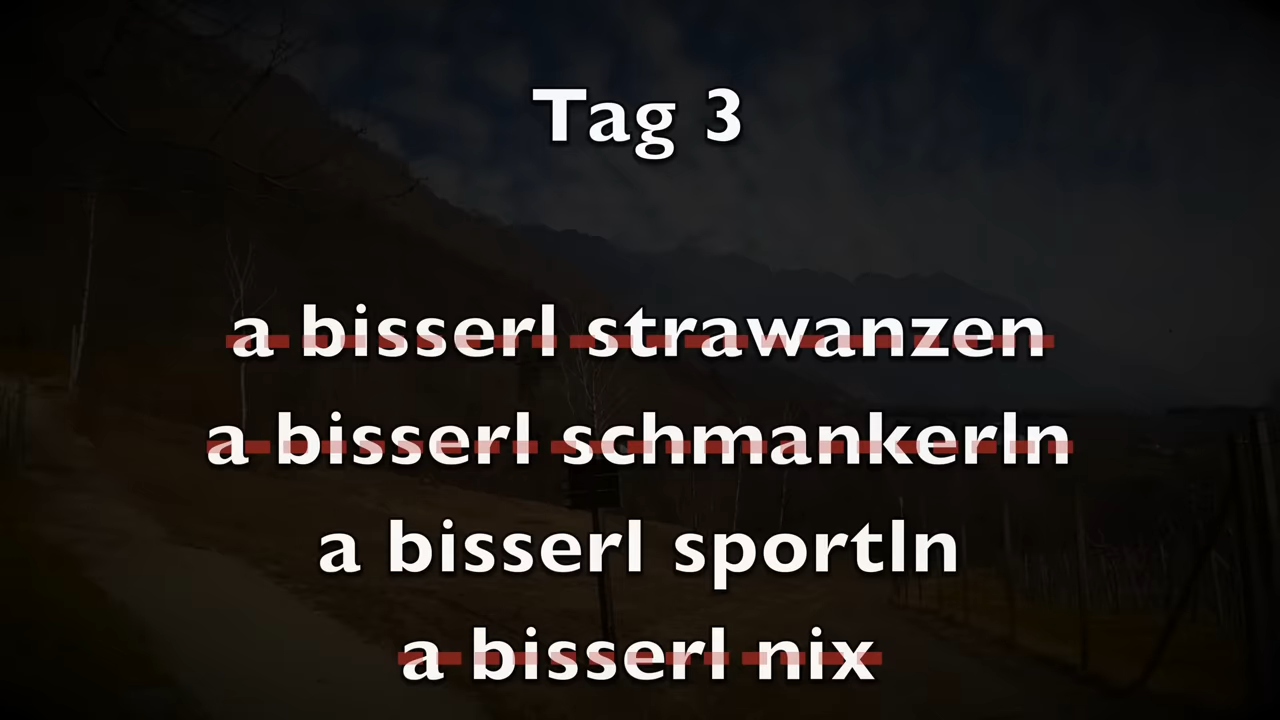 Tag 3
a bisserl strawanzen
a bisserl schmankerln
a bisserl sportln
a bisserl nix